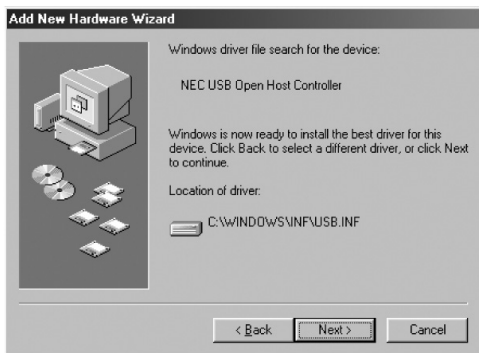 Add New Hardware Wizard
Windows driver file search for the device:
NEC USB Open Host Controller
Windows is now ready to install the best driver for this
device. Click Back to select a different driver, or click Next
to continue.
Location of driver:
C:\WINDOWS\INF\USB.INF
< Back
Next >
Cancel